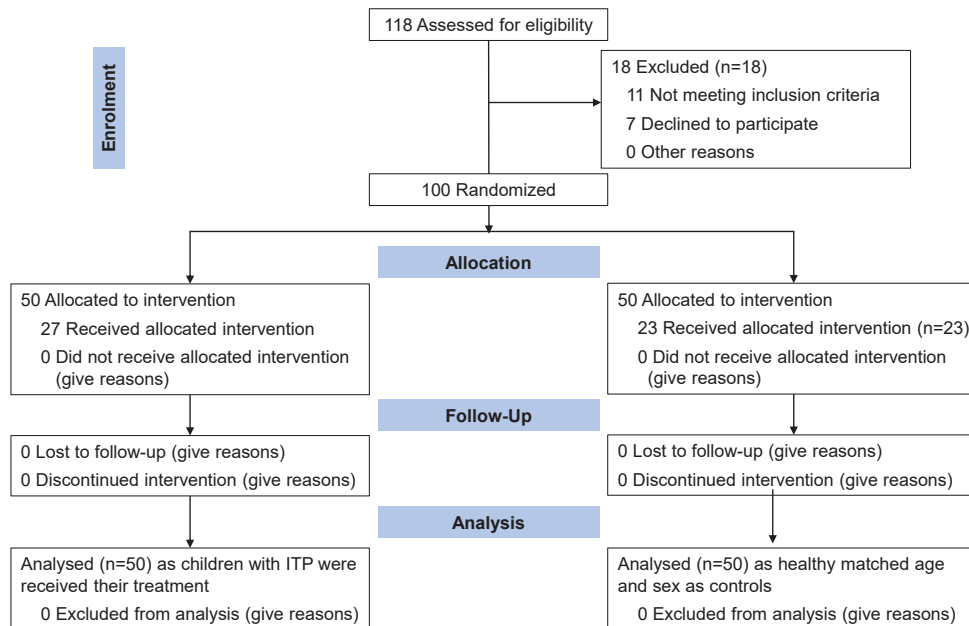 118 Assessed for eligibility
Enrolment
18 Excluded (n=18)
11 Not meeting inclusion criteria
7 Declined to participate
0 Other reasons
100 Randomized
Allocation
50 Allocated to intervention
27 Received allocated intervention
0 Did not receive allocated intervention
(give reasons)
50 Allocated to intervention
23 Received allocated intervention (n=23)
0 Did not receive allocated intervention
(give reasons)
Follow-Up
0 Lost to follow-up (give reasons)
0 Discontinued intervention (give reasons)
0 Lost to follow-up (give reasons)
0 Discontinued intervention (give reasons)
Analysis
Analysed (n=50) as children with ITP were
received their treatment
0 Excluded from analysis (give reasons)
Analysed (n=50) as healthy matched age
and sex as controls
0 Excluded from analysis (give reasons)